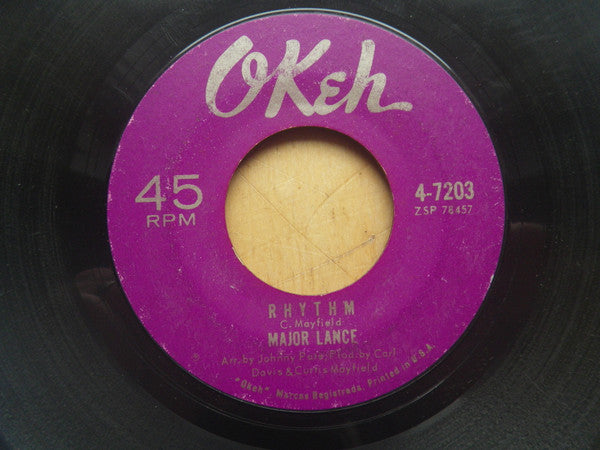 OKeh
45
RPM
4-7203
ZSP 78457
RHYTHM
C. Mayfield
MAJOR LANCE
Arr. by Johnny Pate; Prod. by Carl
Davis & Curtis Mayfield
"Okeh" Marcas Registradas. Printed in U.S.A.